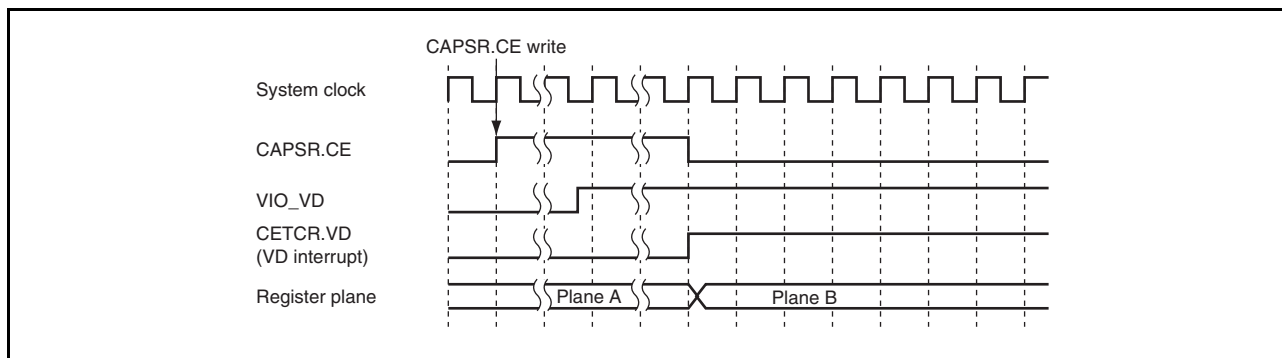 CAPSR.CE write
System clock
CAPSR.CE
VIO_VD
CETCR.VD
(VD interrupt)
Register plane
Plane A
Plane B